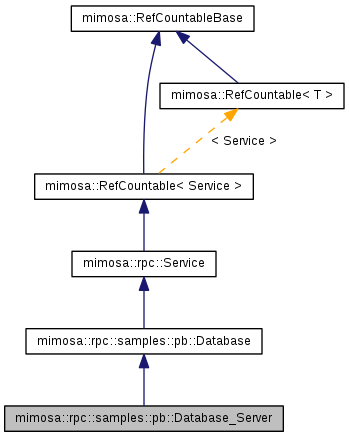 mimosa::RefCountableBase
mimosa::RefCountable< T >
< Service >
mimosa::RefCountable< Service >
mimosa::rpc::Service
mimosa::rpc::samples::pb::Database
mimosa::rpc::samples::pb::Database_Server